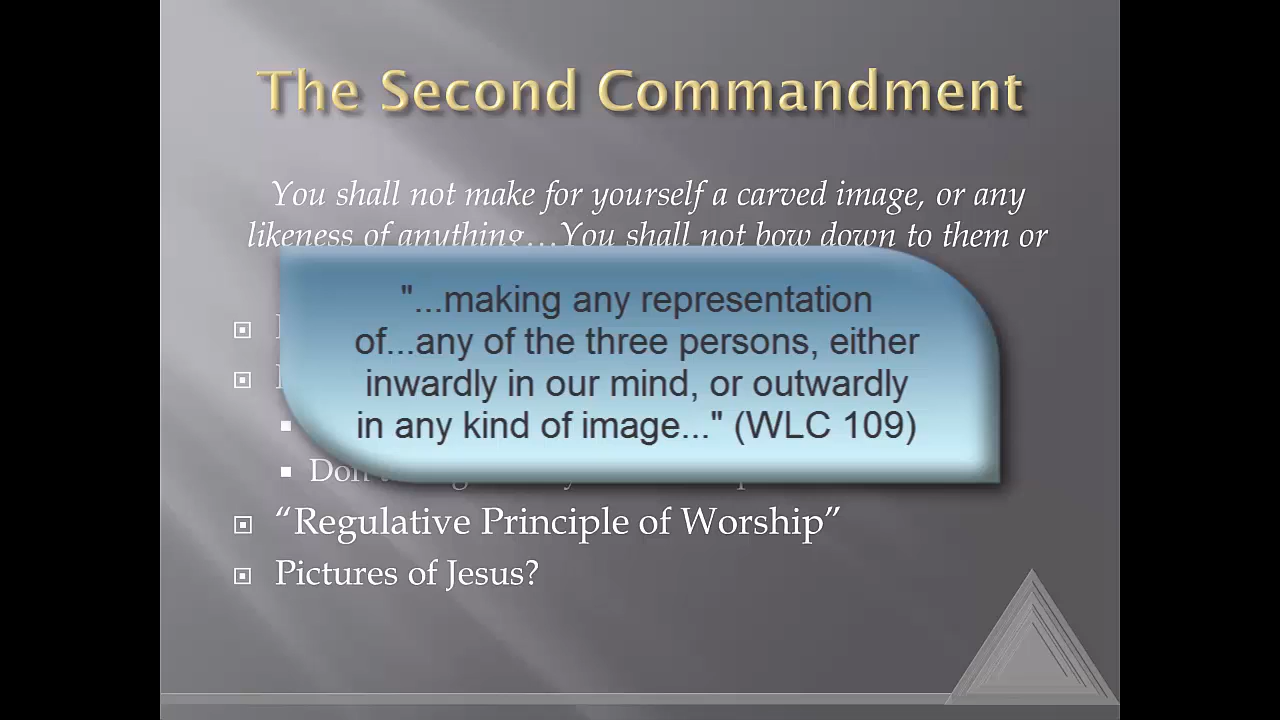 The Second Commandment
You shall not make for yourself a carved image, or any
likeness of anything…You shall not bow down to them or
"...making any representation
of...any of the three persons, either
inwardly in our mind, or outwardly
in any kind of image..." (WLC 109)
“Regulative Principle of Worship”
Pictures of Jesus?